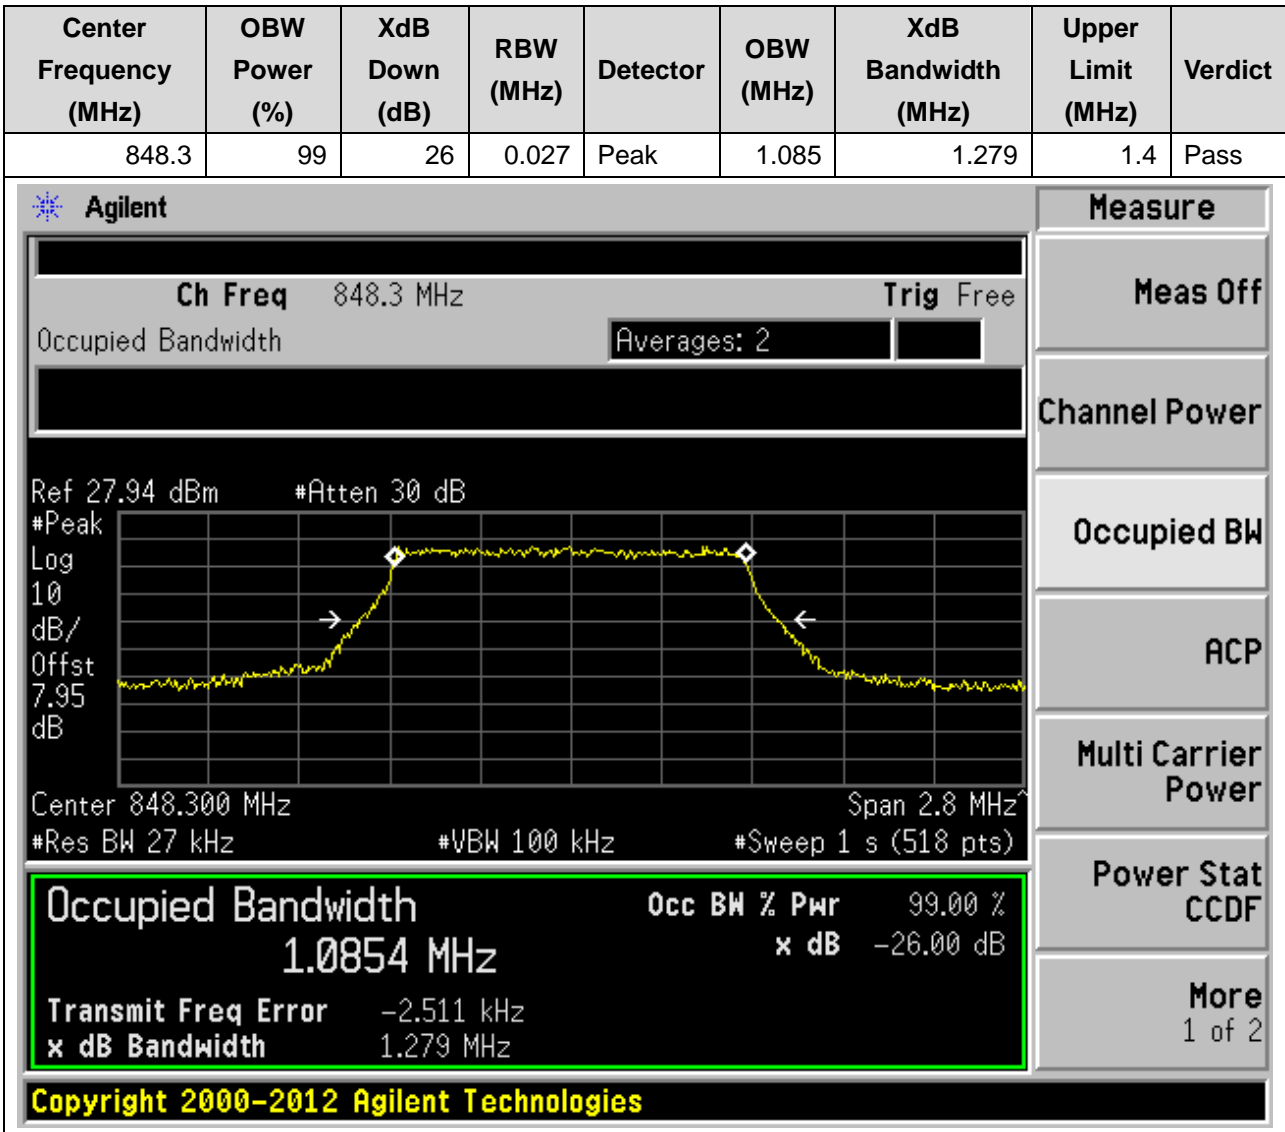 Center Frequency (MHz) OBW Power (%) XdB Down (dB) RBW (MHz) Detector OBW (MHz) XdB Bandwidth (MHz) Upper Limit (MHz) Verdict
848.3 99 26 0.027 Peak 1.085 1.279 1.4 Pass
Agilent
Measure
Ch Freq 848.3 MHz Trig Free
Meas Off
Occupied Bandwidth Averages: 2
Channel Power
Ref 27.94 dBm #Atten 30 dB
#Peak
Log
10
dB/
Offst
7.95
dB
Occupied BW
ACP
Multi Carrier
Power
Center 848.300 MHz Span 2.8 MHz^
#Res BW 27 kHz #VBW 100 kHz #Sweep 1 s (518 pts)
Power Stat
CCDF
Occupied Bandwidth Occ BW % Pwr 99.00 %
1.0854 MHz x dB -26.00 dB
Transmit Freq Error -2.511 kHz
x dB Bandwidth 1.279 MHz
More
1 of 2
Copyright 2000-2012 Agilent Technologies